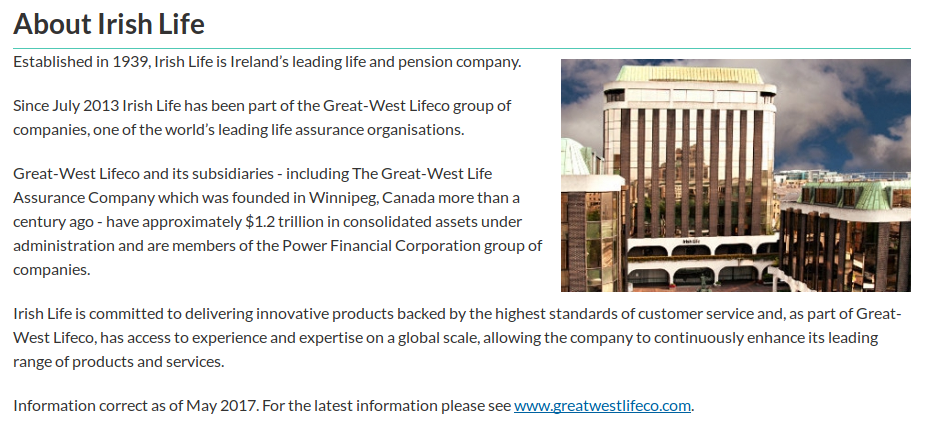 About Irish Life
Established in 1939, Irish Life is Ireland’s leading life and pension company.
Since July 2013 Irish Life has been part of the Great-West Lifeco group of
companies, one of the world’s leading life assurance organisations.
Great-West Lifeco and its subsidiaries - including The Great-West Life
Assurance Company which was founded in Winnipeg, Canada more than a
century ago - have approximately $1.2 trillion in consolidated assets under
administration and are members of the Power Financial Corporation group of
companies.
Irish Life is committed to delivering innovative products backed by the highest standards of customer service and, as part of Great-
West Lifeco, has access to experience and expertise on a global scale, allowing the company to continuously enhance its leading
range of products and services.
Information correct as of May 2017. For the latest information please see www.greatwestlifeco.com.